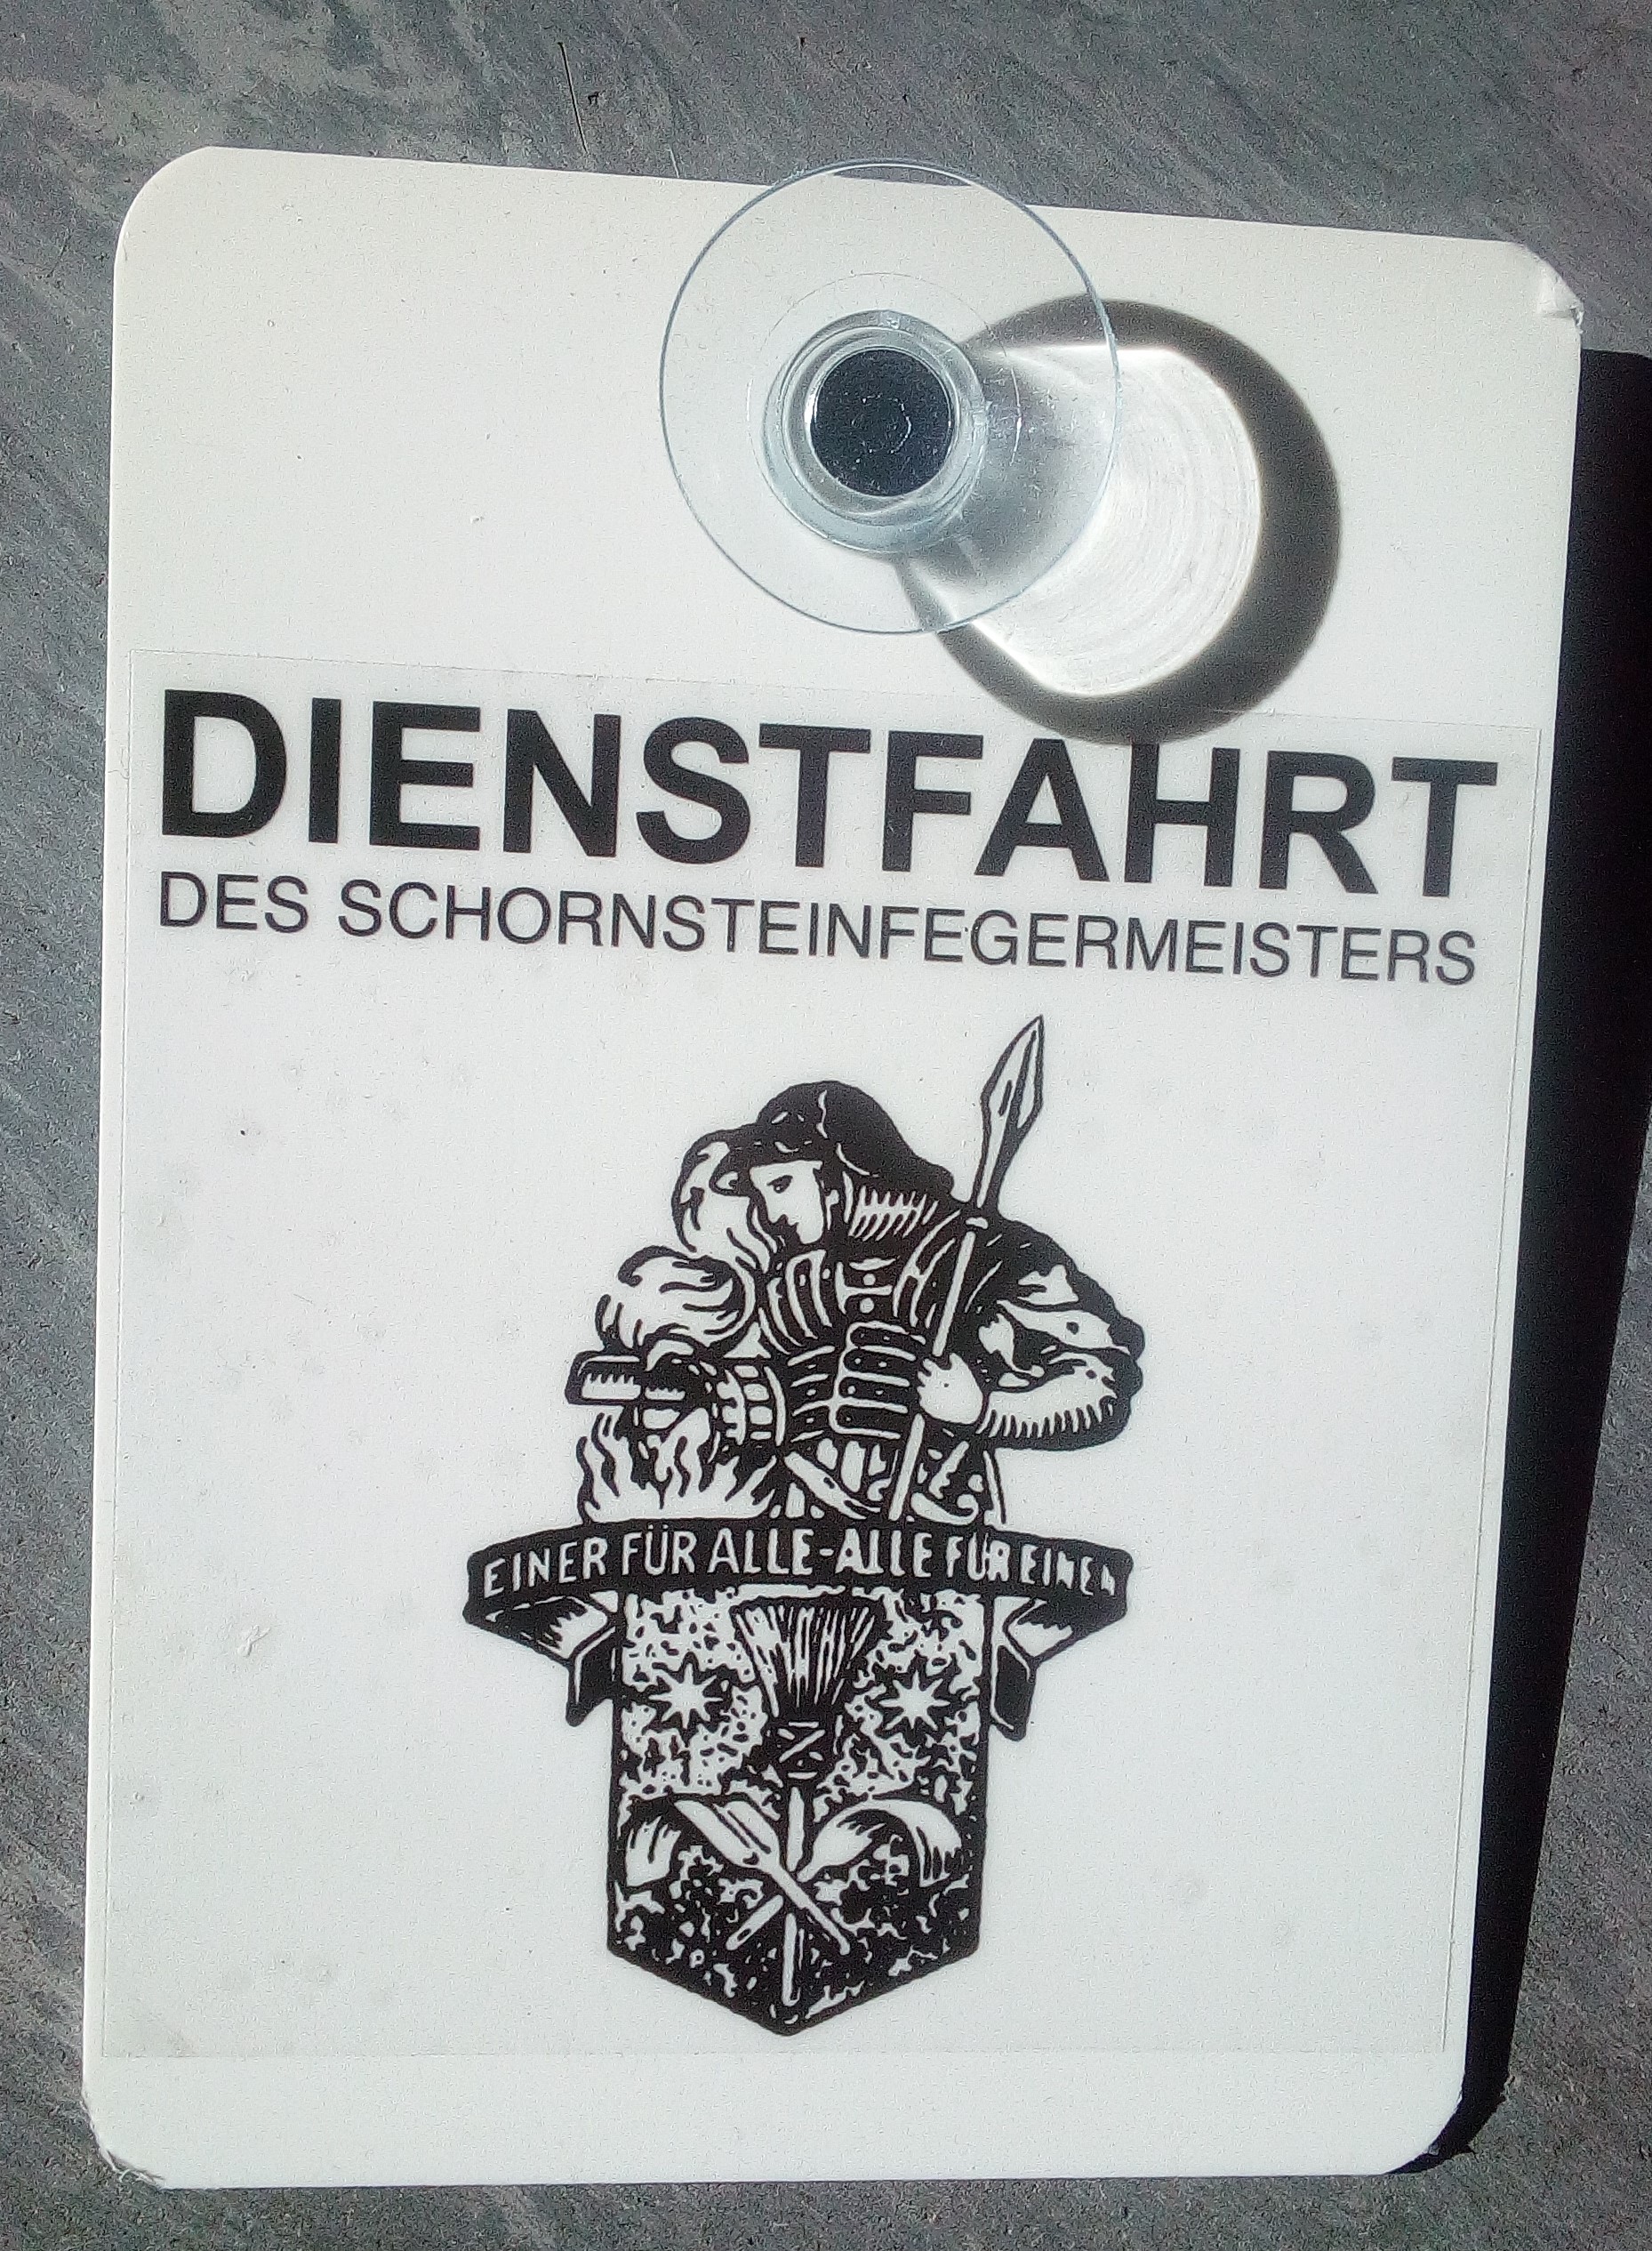 DIENSTFAHRT
DES SCHORNSTEINFEGERMEISTERS
EINER FÜR ALLE-ALLE FÜR EINEN